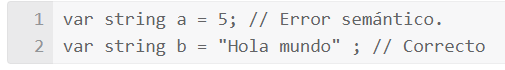 1 var string a = 5; // Error semántico.
2 var string b = "Hola mundo" ; // Correcto